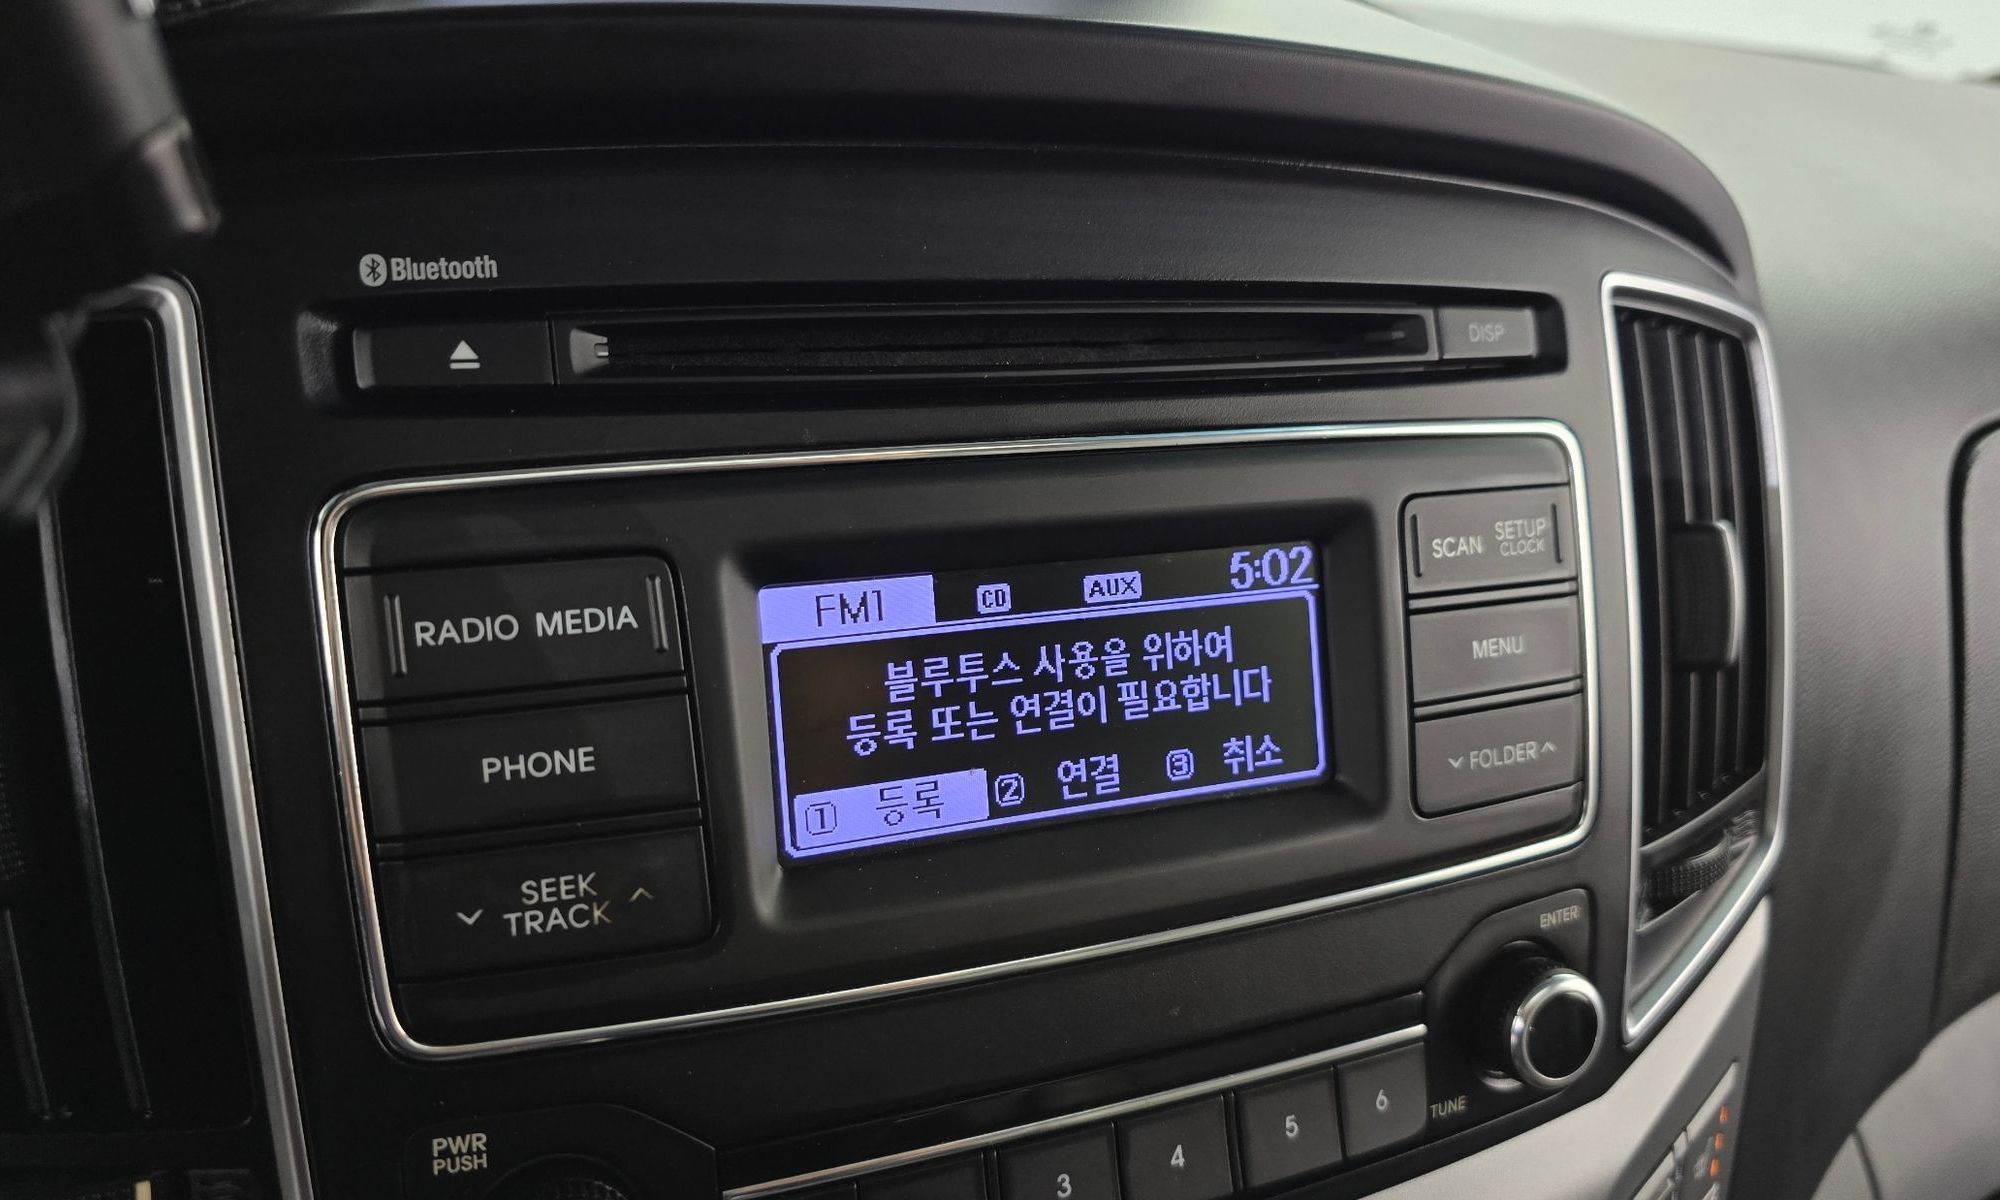 Bluetooth
DISP
SCAN SETUP CLOCK
RADIO MEDIA
FM1 CD AUX 5:02
블루투스 사용을 위하여
등록 또는 연결이 필요합니다
1 등록 2 연결 3 취소
MENU
PHONE
FOLDER
SEEK
TRACK
ENTER
TUNE
PWR
PUSH
3 4 5 6